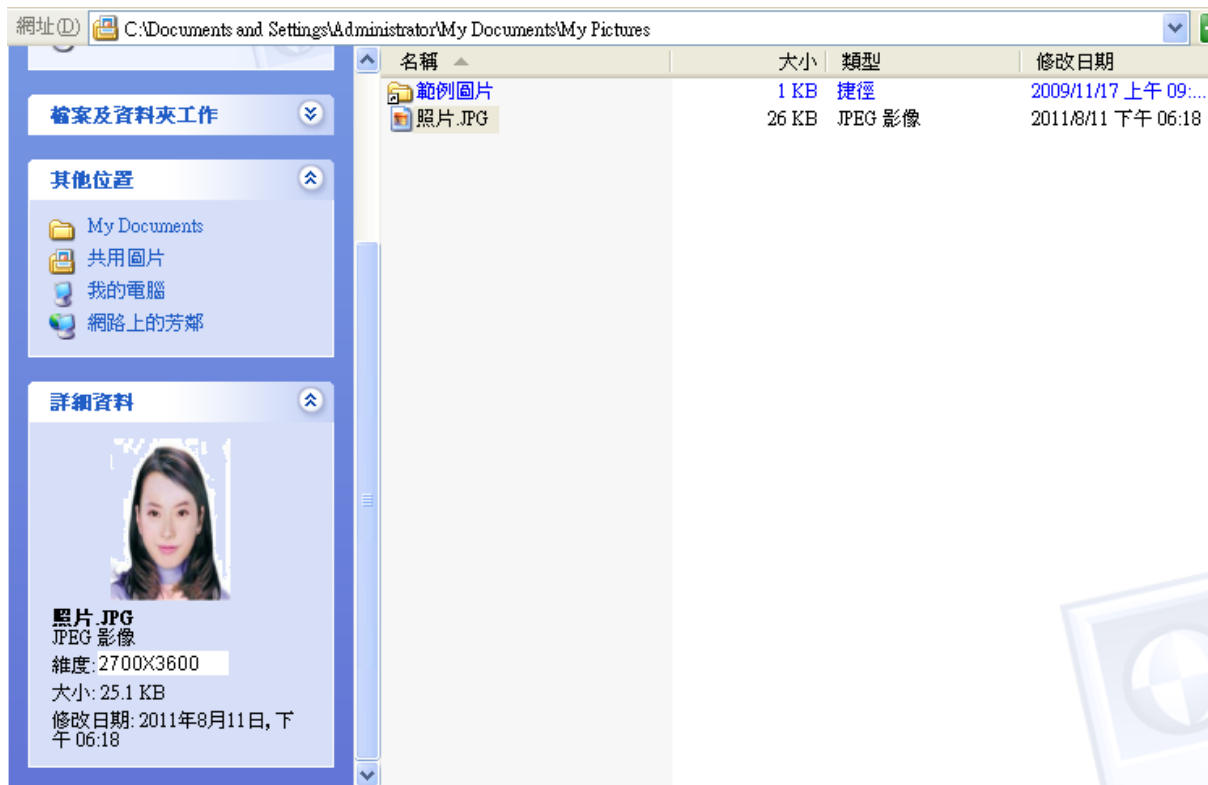 網址(D) C:\Documents and Settings\Administrator\My Documents\My Pictures
名稱 大小 類型 修改日期
範例圖片 1 KB 捷徑 2009/11/17 上午 09:...
照片.JPG 26 KB JPEG 影像 2011/8/11 下午 06:18
檔案及資料夾工作
其他位置
My Documents
共用圖片
我的電腦
網路上的芳鄰
詳細資料
照片.JPG
JPEG 影像
維度: 2700X3600
大小: 25.1 KB
修改日期: 2011年8月11日, 下
午 06:18